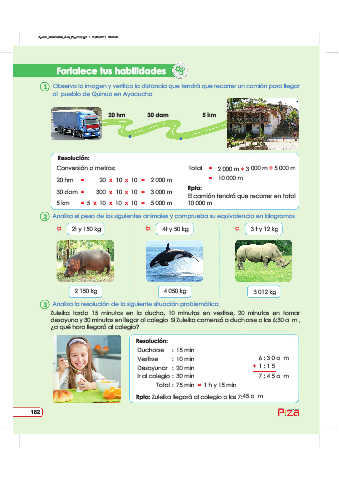 Fortalece tus habilidades
1 Observa la imagen y verifica la distancia que tendrá que recorrer un camión para llegar
al pueblo de Quinua en Ayacucho
20 hm 30 dam 5 km
Resolución:
Conversión a metros:
20 hm = 20 x 10 x 10 = 2 000 m
30 dam = 300 x 10 x 10 = 3 000 m
5 km = 5 x 10 x 10 x 10 = 5 000 m
Total = 2 000 m + 3 000 m + 5 000 m
= 10 000 m
Rpta:
El camión tendrá que recorrer en total
10 000 m
2 Analiza el peso de los siguientes animales y comprueba su equivalencia en kilogramos
a. 2t y 150 kg
b. 4t y 50 kg
c. 3 t y 12 kg
2 150 kg
4 050 kg
3 012 kg
3 Analiza la resolución de la siguiente situación problemática.
Zuleika tarda 15 minutos en la ducha, 10 minutos en vestirse, 20 minutos en tomar
desayuno y 30 minutos en llegar al colegio Si Zuleika comenzó a ducharse a las 6:30 a m ,
¿a qué hora llegará al colegio?
Resolución:
Ducharse : 15 min
Vestirse : 10 min
Desayunar : 20 min
Ir al colegio : 30 min
Total : 75 min = 1 h y 15 min
6 : 3 0 a m
+ 1 : 1 5
7 : 4 5 a m
Rpta: Zuleika llegará al colegio a las 7:45 a m
182